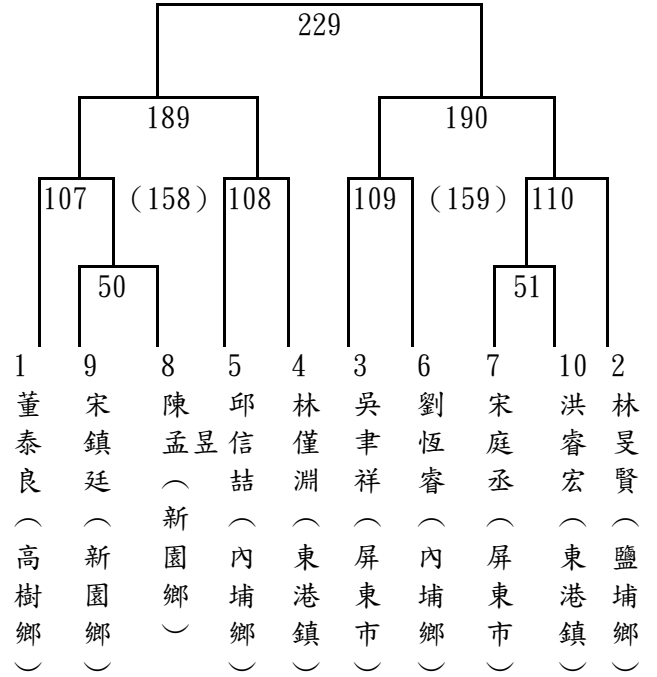 229
189 190
107 （158） 108 109 （159） 110
50 51
1 9 8 5 4 3 6 7 10 2
董泰良（高樹鄉）
宋鎮廷（新園鄉）
陳孟昱（新園鄉）
邱信喆（內埔鄉）
林僅淵（東港鎮）
吳聿祥（屏東市）
劉恆睿（內埔鄉）
宋庭丞（屏東市）
洪睿宏（東港鎮）
林旻賢（鹽埔鄉）